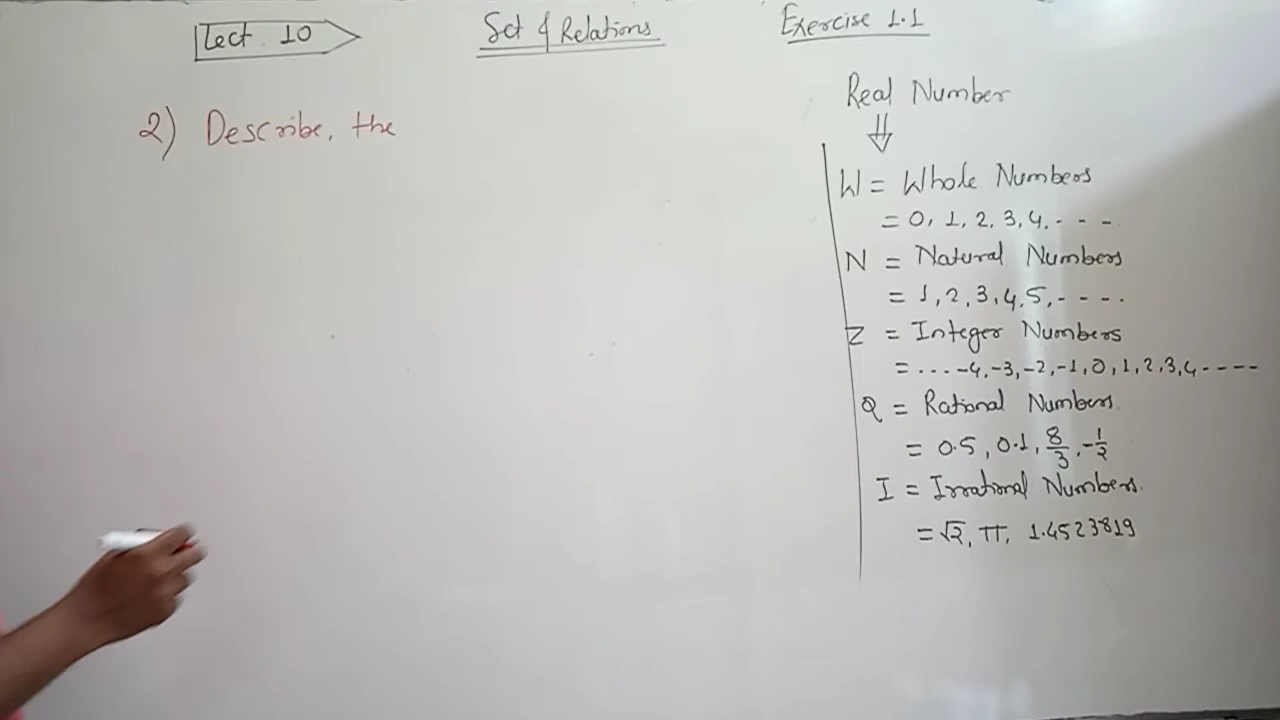 Lect 10
Set & Relations
Exercise 1.1
2) Describe, the
Real Number
⇓
W = Whole Numbers
= 0, 1, 2, 3, 4, - - -
N = Natural Numbers
= 1, 2, 3, 4, 5, - - - -
Z = Integer Numbers
= ....-4, -3, -2, -1, 0, 1, 2, 3, 4 - - - -
Q = Rational Numbers
= 0.5, 0.1, 8/3, -1/2
I = Irrational Numbers
= √2, π, 1.4523819